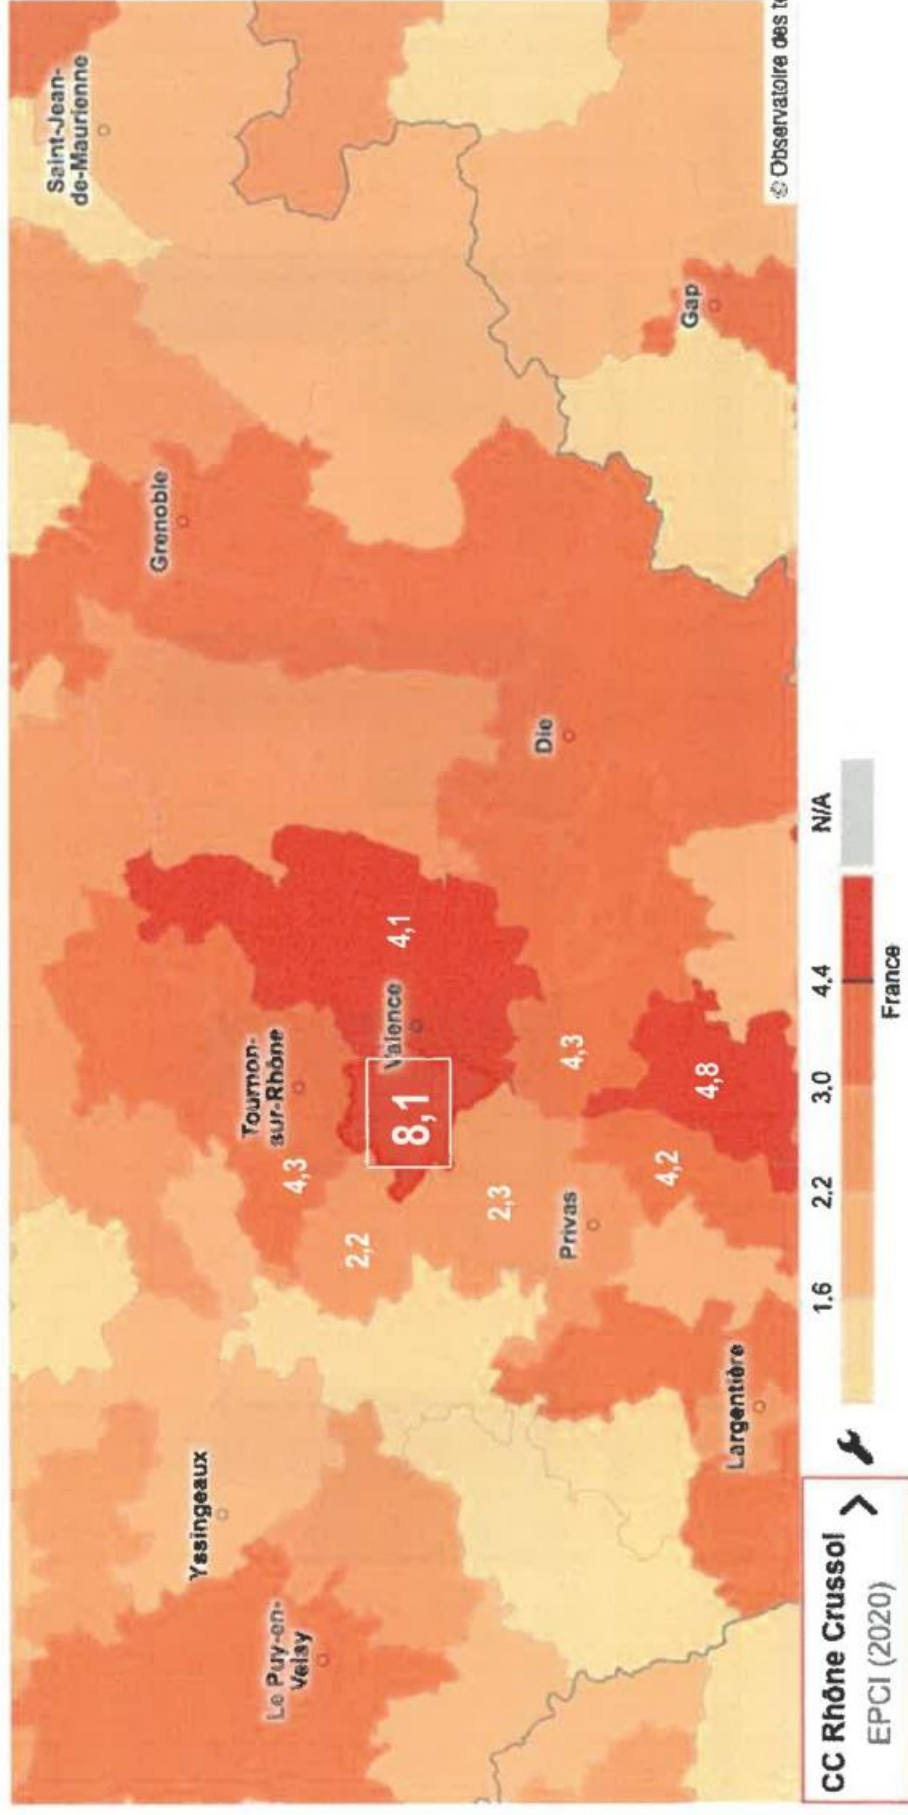 Saint-Jean-
de-Maurienne
Grenoble
Gap
Yssingeaux
Le Puy-en-
Velay
Tournon-
sur-Rhône
4,3
2,2
8,1
Valence
4,1
2,3
Die
Privas
4,3
4,2
4,8
Largentière
© Observatoire des te
CC Rhône Crussol
EPCI (2020)
1.6
2.2
3.0
4.4
N/A
France